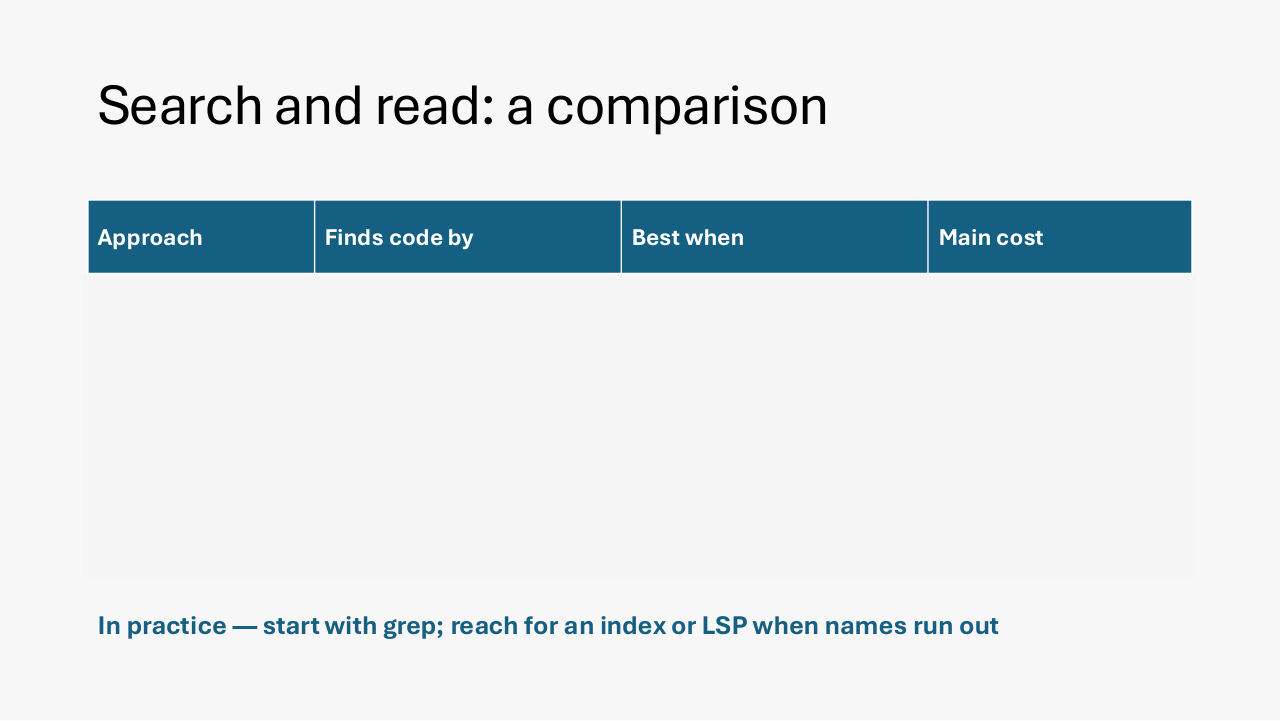 Search and read: a comparison
Approach
Finds code by
Best when
Main cost
In practice — start with grep; reach for an index or LSP when names run out